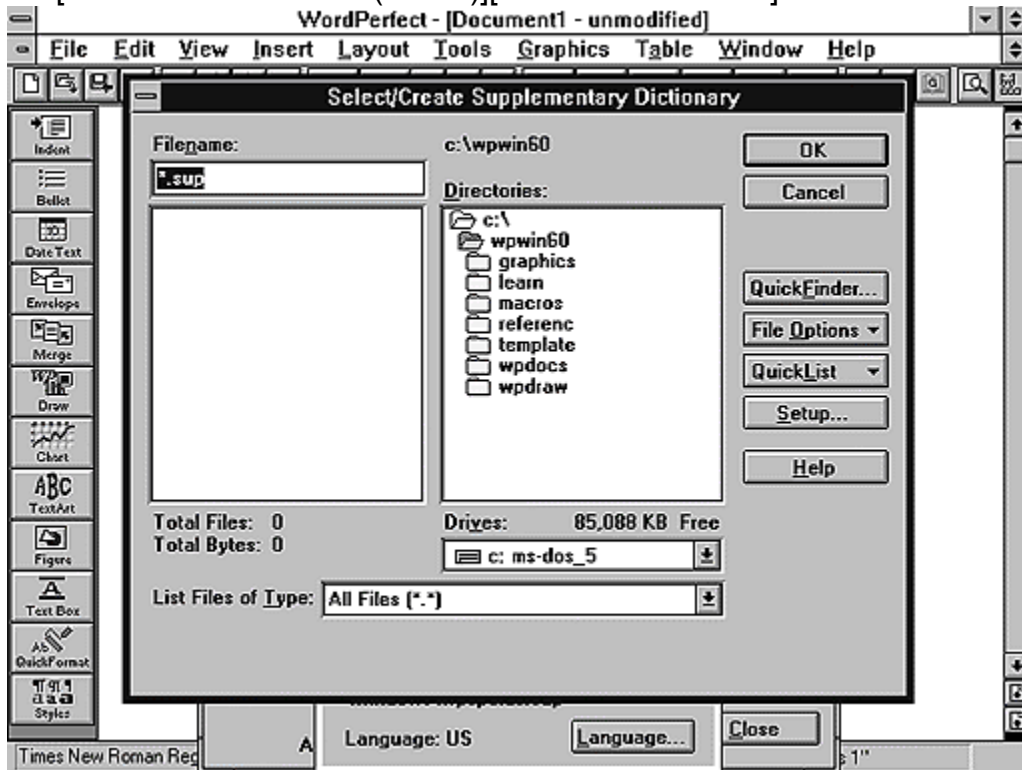 WordPerfect - [Document1 - unmodified]
File Edit View Insert Layout Tools Graphics Table Window Help
Select/Create Supplementary Dictionary
Indent
Bullet
Date Text
Envelope
Merge
Draw
Chart
ABC
TextArt
Figure
A
Text Box
QuickFormat
Styles
Filename:
*.sup
Total Files: 0
Total Bytes: 0
List Files of Type: All Files (*.*)
c:\wpwin60
Directories:
c:\
wpwin60
graphics
learn
macros
referenc
template
wpdocs
wpdraw
Drives: 85,088 KB Free
c: ms-dos_5
OK
Cancel
QuickFinder...
File Options
QuickList
Setup...
Help
Language: US
Language...
Close
A
Times New Roman Reg
1"